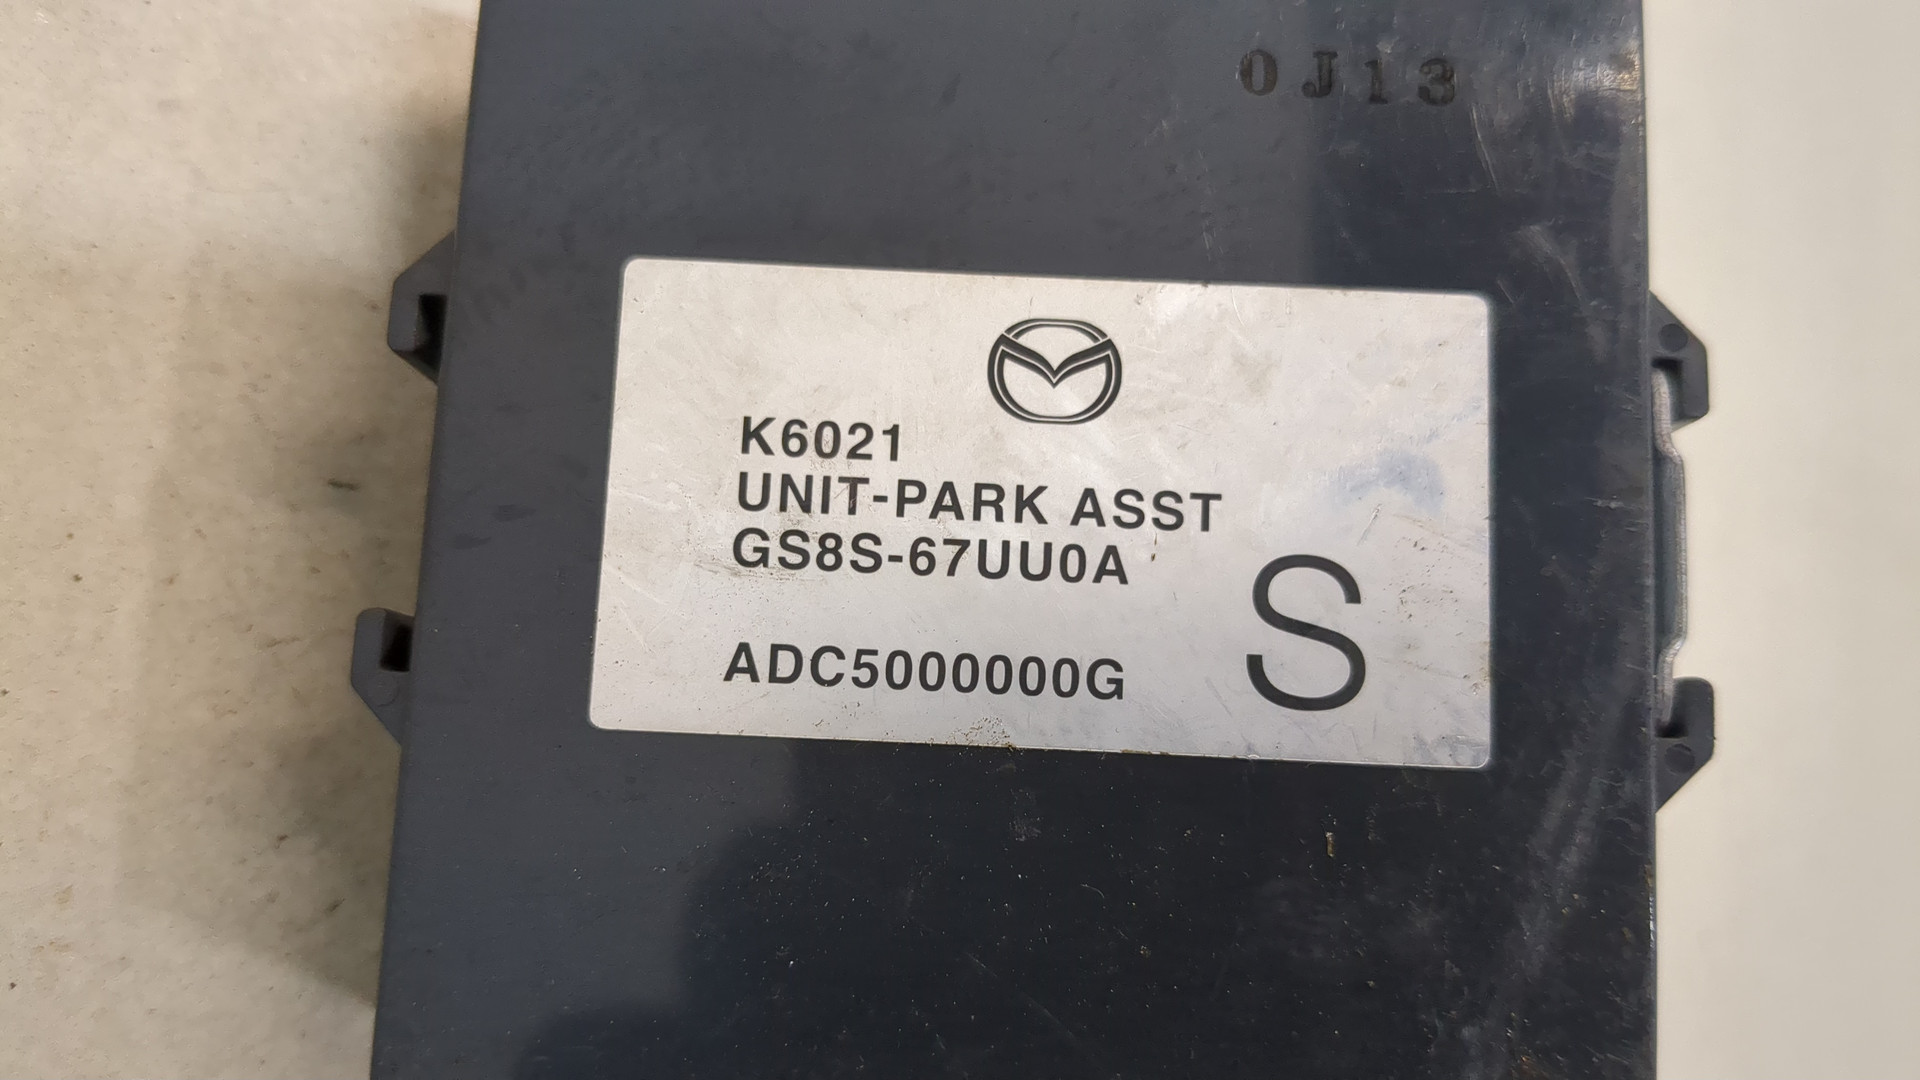 0J13
K6021
UNIT-PARK ASST
GS8S-67UU0A
S
ADC5000000G